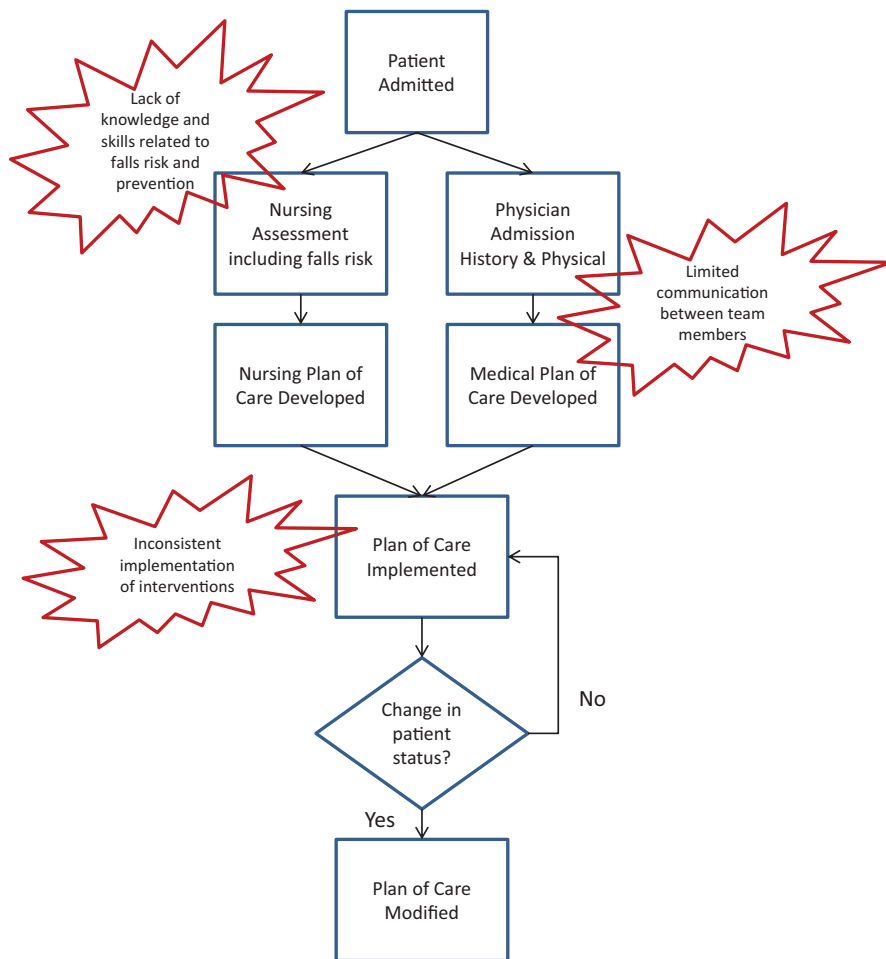 Patient
Admitted
Lack of
knowledge and
skills related to
falls risk and
prevention
Nursing
Assessment
including falls risk
Physician
Admission
History & Physical
Limited
communication
between team
members
Nursing Plan of
Care Developed
Medical Plan of
Care Developed
Inconsistent
implementation
of interventions
Plan of Care
Implemented
Change in
patient
status?
No
Yes
Plan of Care
Modified